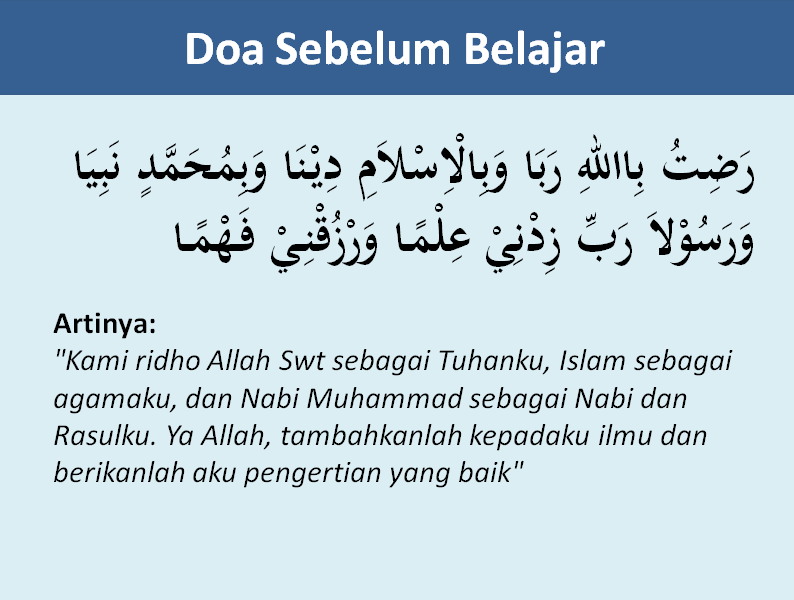 Doa Sebelum Belajar
رَضِتُ بِاللهِ رَبَا وَبِالْاِسْلاَمِ دِيْنَا وَبِمُحَمَّدٍ نَبِيَا
وَرَسُوْلاَ رَبِّ زِدْنِيْ عِلْمًا وَرْزُقْنِيْ فَهْمًا
Artinya:
"Kami ridho Allah Swt sebagai Tuhanku, Islam sebagai
agamaku, dan Nabi Muhammad sebagai Nabi dan
Rasulku. Ya Allah, tambahkanlah kepadaku ilmu dan
berikanlah aku pengertian yang baik"